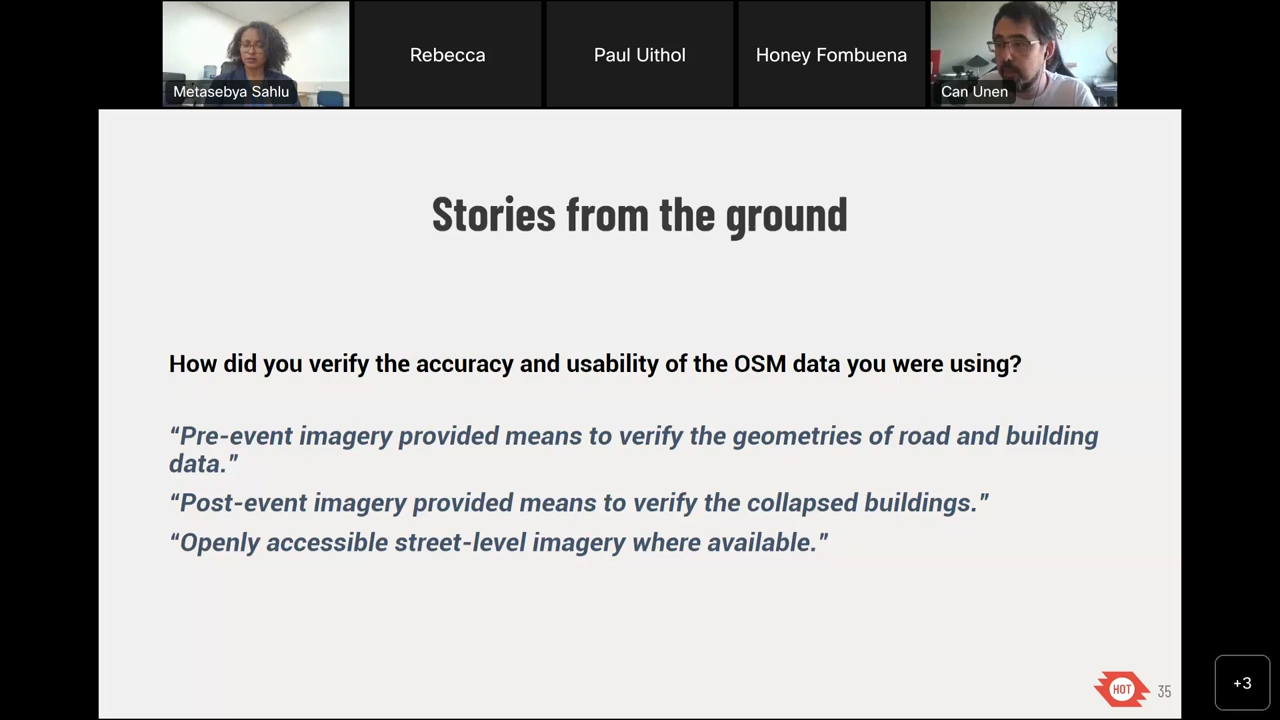 Metasebya Sahlu
Rebecca
Paul Uithol
Honey Fombuena
Can Unen
Stories from the ground
How did you verify the accuracy and usability of the OSM data you were using?
“Pre-event imagery provided means to verify the geometries of road and building
data.”
“Post-event imagery provided means to verify the collapsed buildings.”
“Openly accessible street-level imagery where available.”
HOT
35
+3